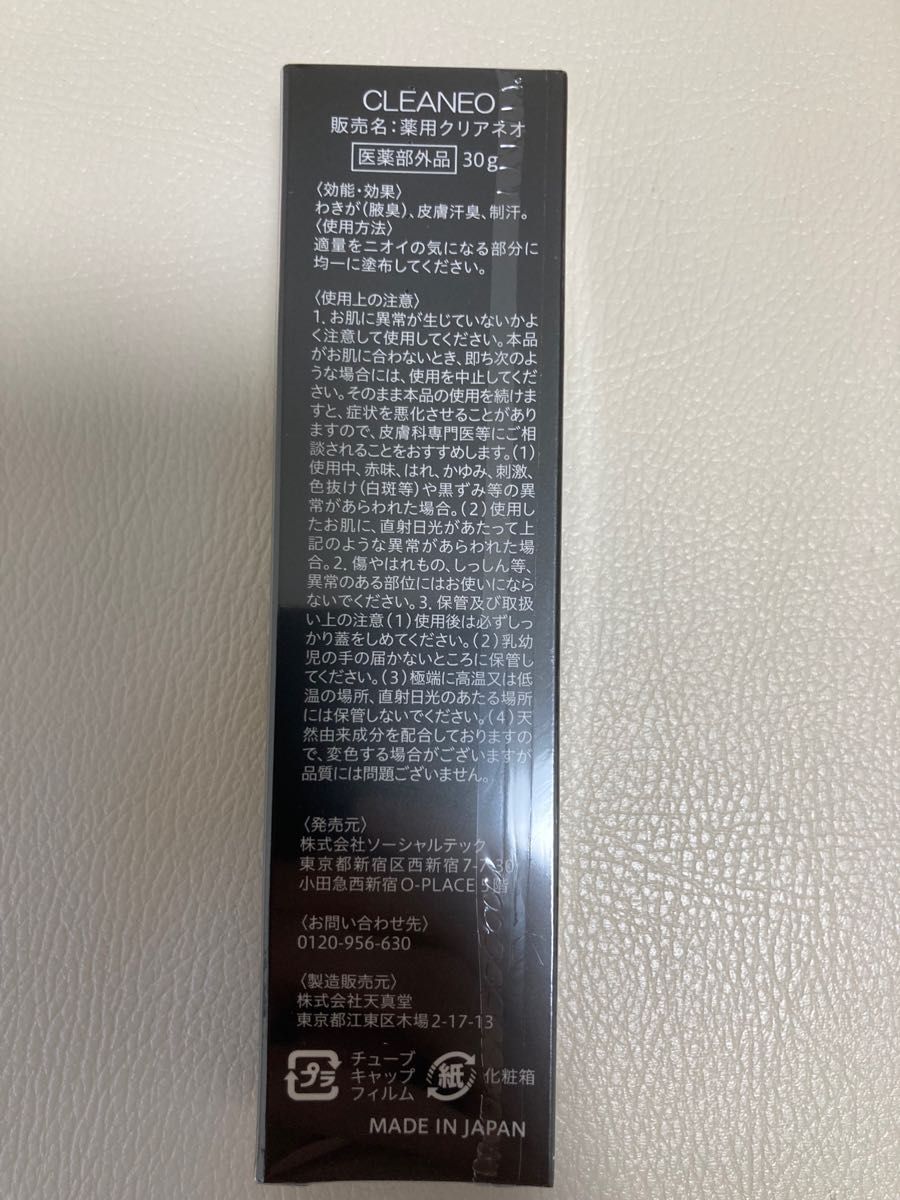 CLEANEO
販売名：薬用クリアネオ
医薬部外品 30g
〈効能・効果〉
わきが（腋臭）、皮膚汗臭、制汗。
〈使用方法〉
適量をニオイの気になる部分に
均一に塗布してください。
〈使用上の注意〉
1. お肌に異常が生じていないかよ
く注意して使用してください。本品
がお肌に合わないとき、即ち次のよ
うな場合には、使用を中止してくだ
さい。そのまま本品の使用を続けま
すと、症状を悪化させることがあり
ますので、皮膚科専門医等にご相
談されることをおすすめします。（1）
使用中、赤味、はれ、かゆみ、刺激、
色抜け（白斑等）や黒ずみ等の異
常があらわれた場合。（2）使用し
たお肌に、直射日光があたって上
記のような異常があらわれた場
合。2. 傷やはれもの、しっしん等、
異常のある部位にはお使いになら
ないでください。3. 保管及び取扱
い上の注意（1）使用後は必ずしっ
かり蓋をしめてください。（2）乳幼
児の手の届かないところに保管し
てください。（3）極端に高温又は低
温の場所、直射日光のあたる場所
には保管しないでください。（4）天
然由来成分を配合しておりますの
で、変色する場合がございますが
品質には問題ございません。
〈発売元〉
株式会社ソーシャルテック
東京都新宿区西新宿7-7-30
小田急西新宿O-PLACE 5階
〈お問い合わせ先〉
0120-956-630
〈製造販売元〉
株式会社天真堂
東京都江東区木場2-17-13
プラ チューブ
キャップ
フィルム
紙 化粧箱
MADE IN JAPAN